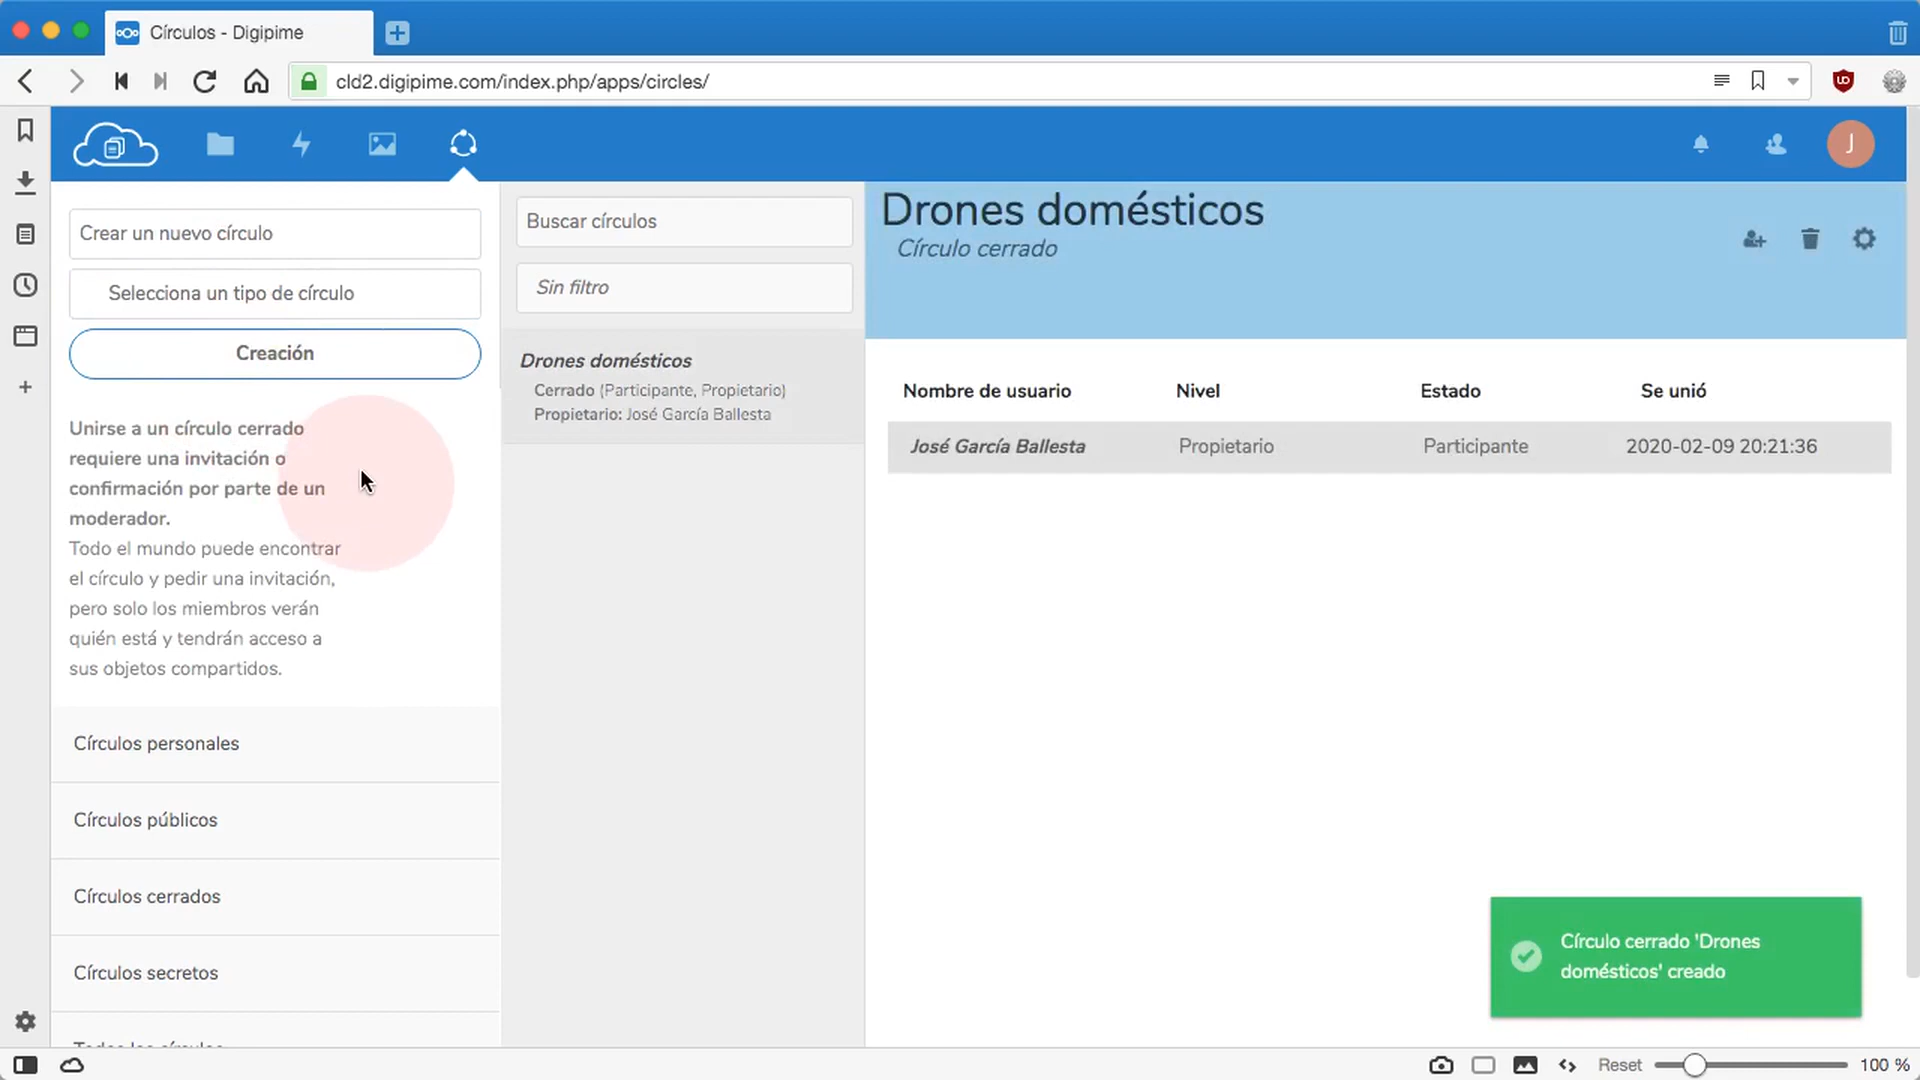 Círculos - Digipime
cld2.digipime.com/index.php/apps/circles/
J
Crear un nuevo círculo
Selecciona un tipo de círculo
Creación
Unirse a un círculo cerrado
requiere una invitación o
confirmación por parte de un
moderador.
Todo el mundo puede encontrar
el círculo y pedir una invitación,
pero solo los miembros verán
quién está y tendrán acceso a
sus objetos compartidos.
Círculos personales
Círculos públicos
Círculos cerrados
Círculos secretos
Todos los círculos
Buscar círculos
Sin filtro
Drones domésticos
Cerrado (Participante, Propietario)
Propietario: José García Ballesta
Drones domésticos
Círculo cerrado
Nombre de usuario Nivel Estado Se unió
José García Ballesta Propietario Participante 2020-02-09 20:21:36
Círculo cerrado 'Drones
domésticos' creado
Reset 100 %